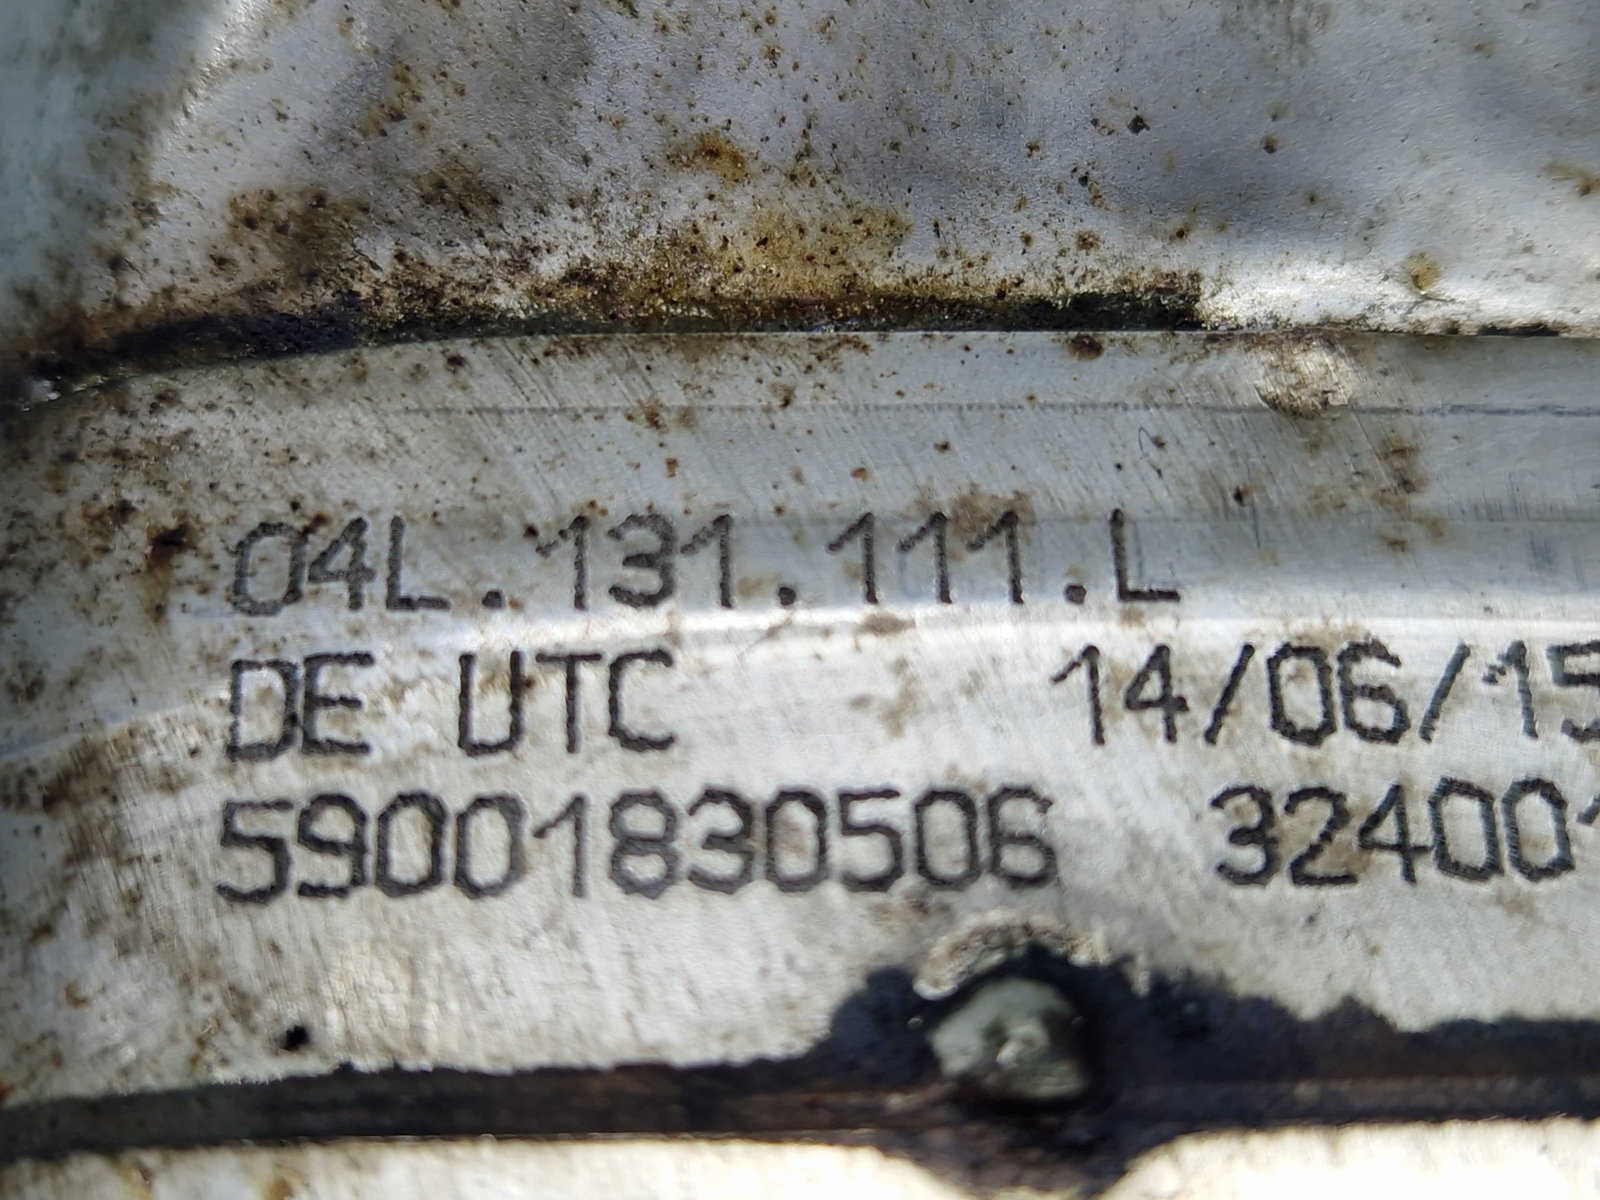 04L.131.111.L
DE UTC 14/06/15
59001830506 324001